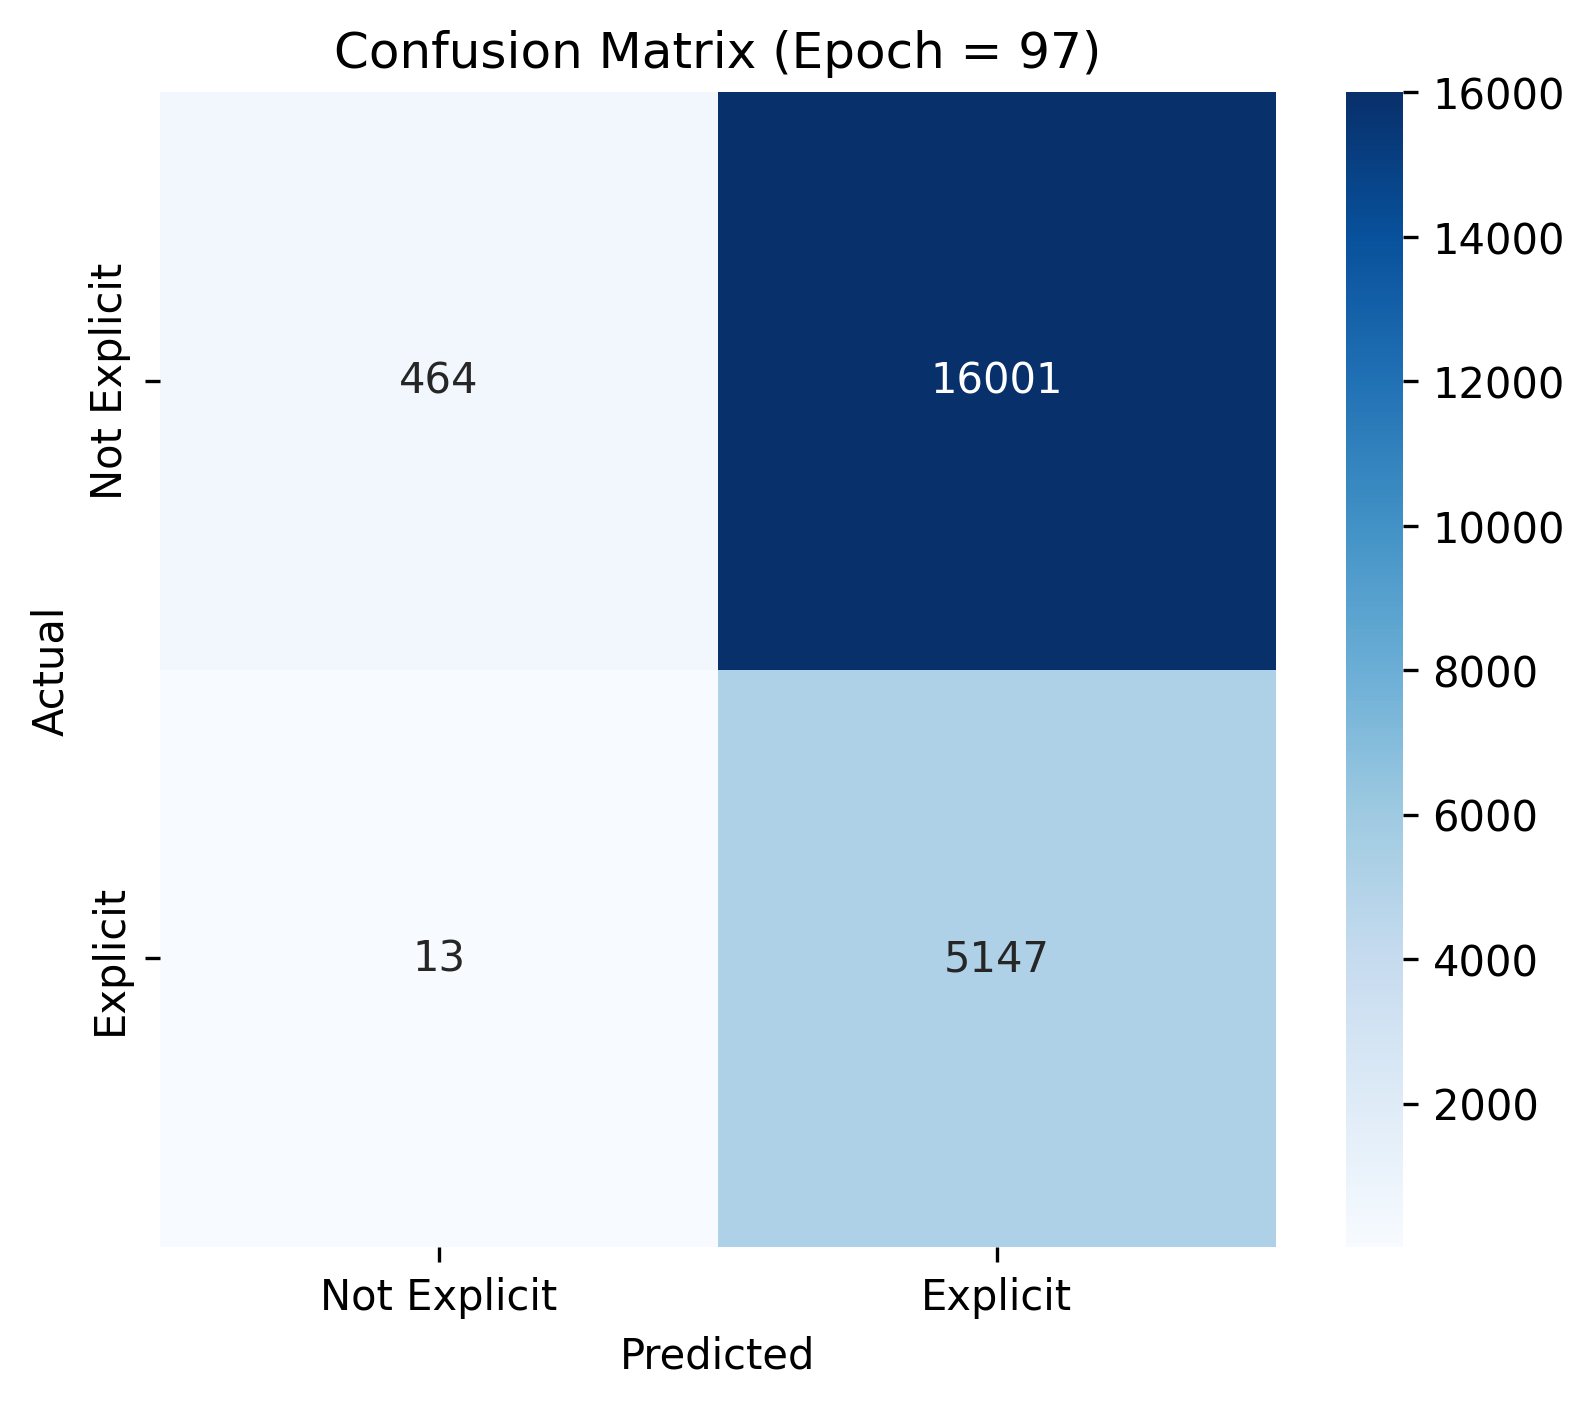 Confusion Matrix (Epoch = 97)
Actual
Not Explicit
Explicit
464
16001
13
5147
Not Explicit
Explicit
Predicted
16000
14000
12000
10000
8000
6000
4000
2000